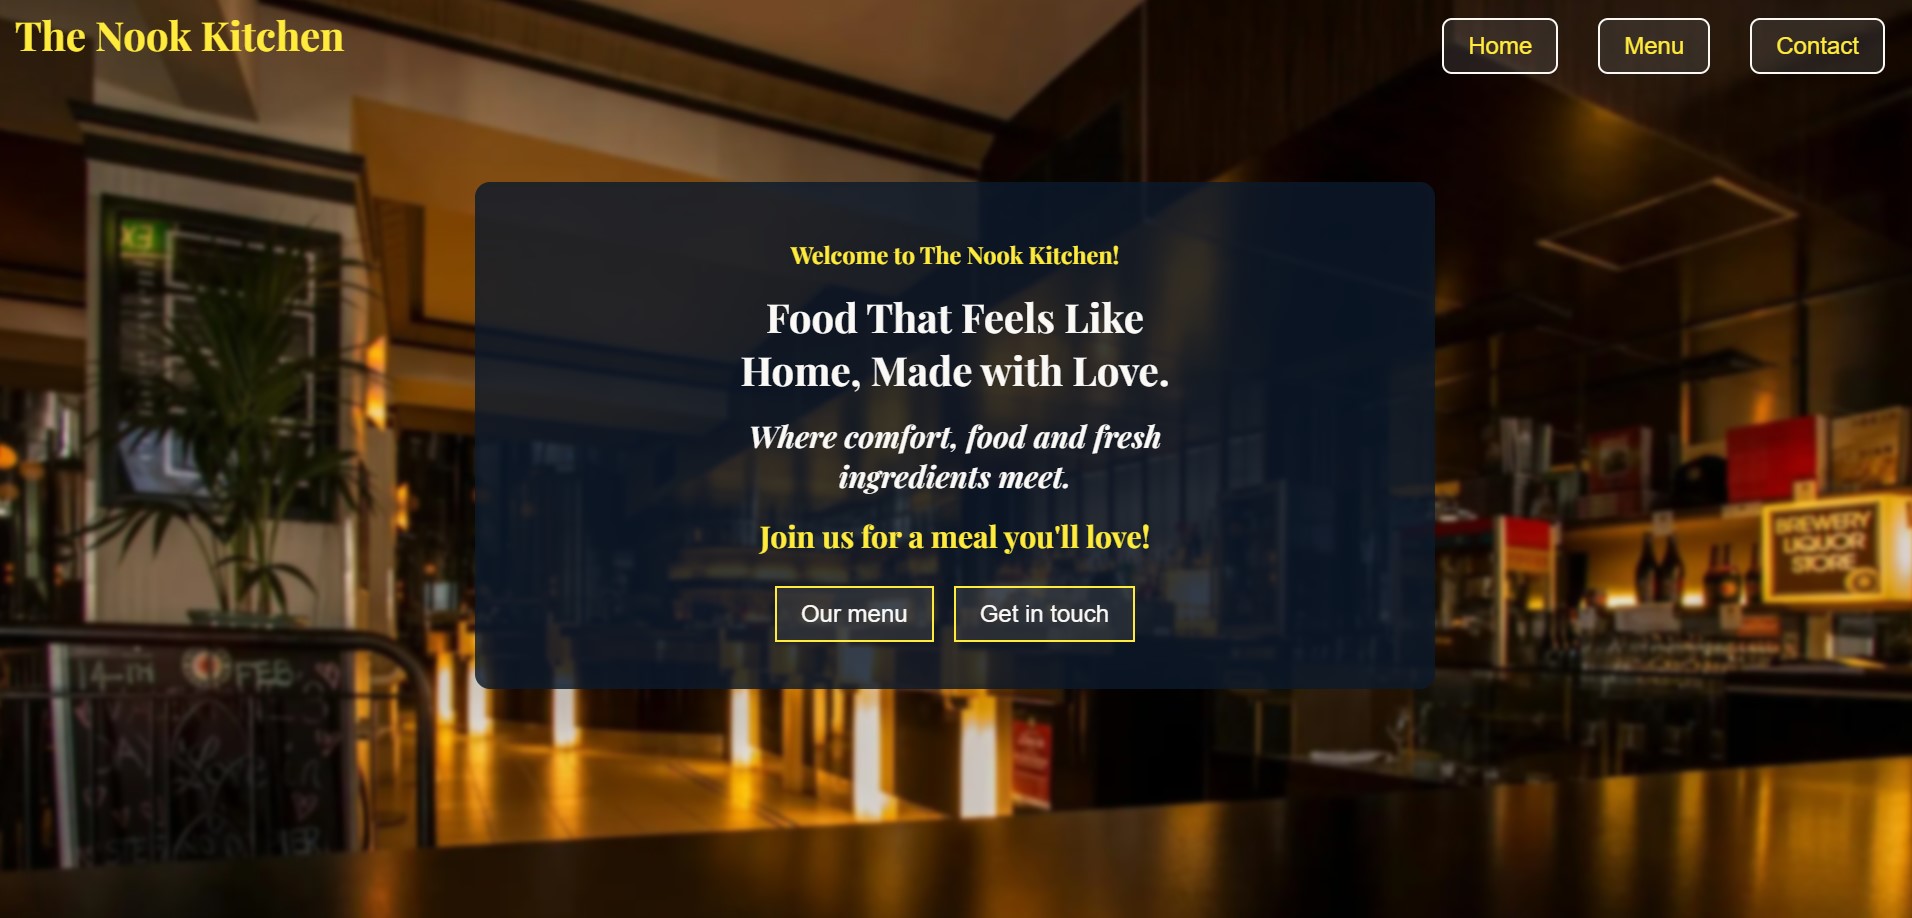 The Nook Kitchen
Home
Menu
Contact
Welcome to The Nook Kitchen!
Food That Feels Like
Home, Made with Love.
Where comfort, food and fresh
ingredients meet.
Join us for a meal you'll love!
Our menu
Get in touch
BREWERY
LIQUOR
STORE
14-TH FEB
Love